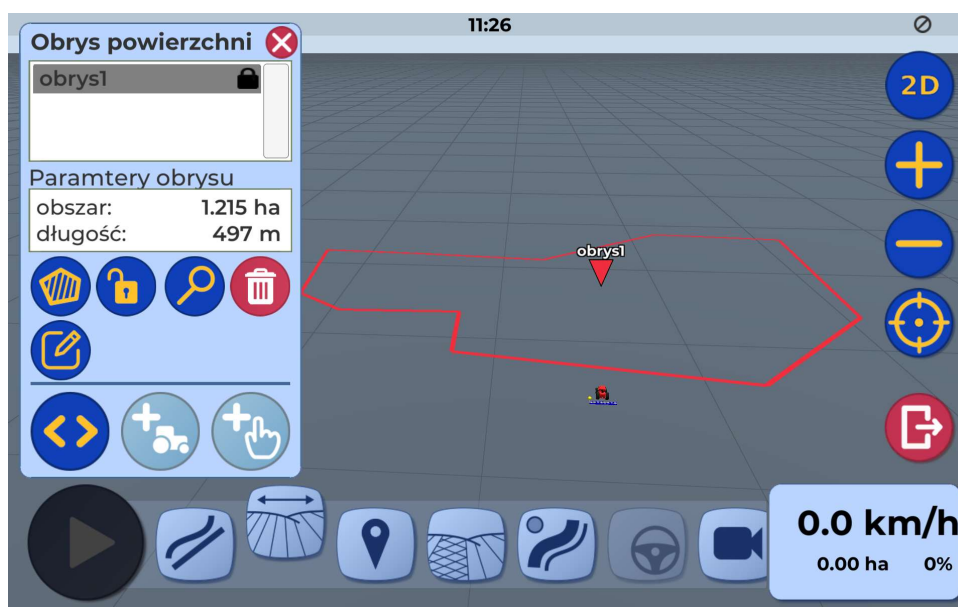 11:26
Obrys powierzchni
obrys1
Paramtery obrysu
obszar: 1.215 ha
długość: 497 m
obrys1
2D
0.0 km/h
0.00 ha 0%